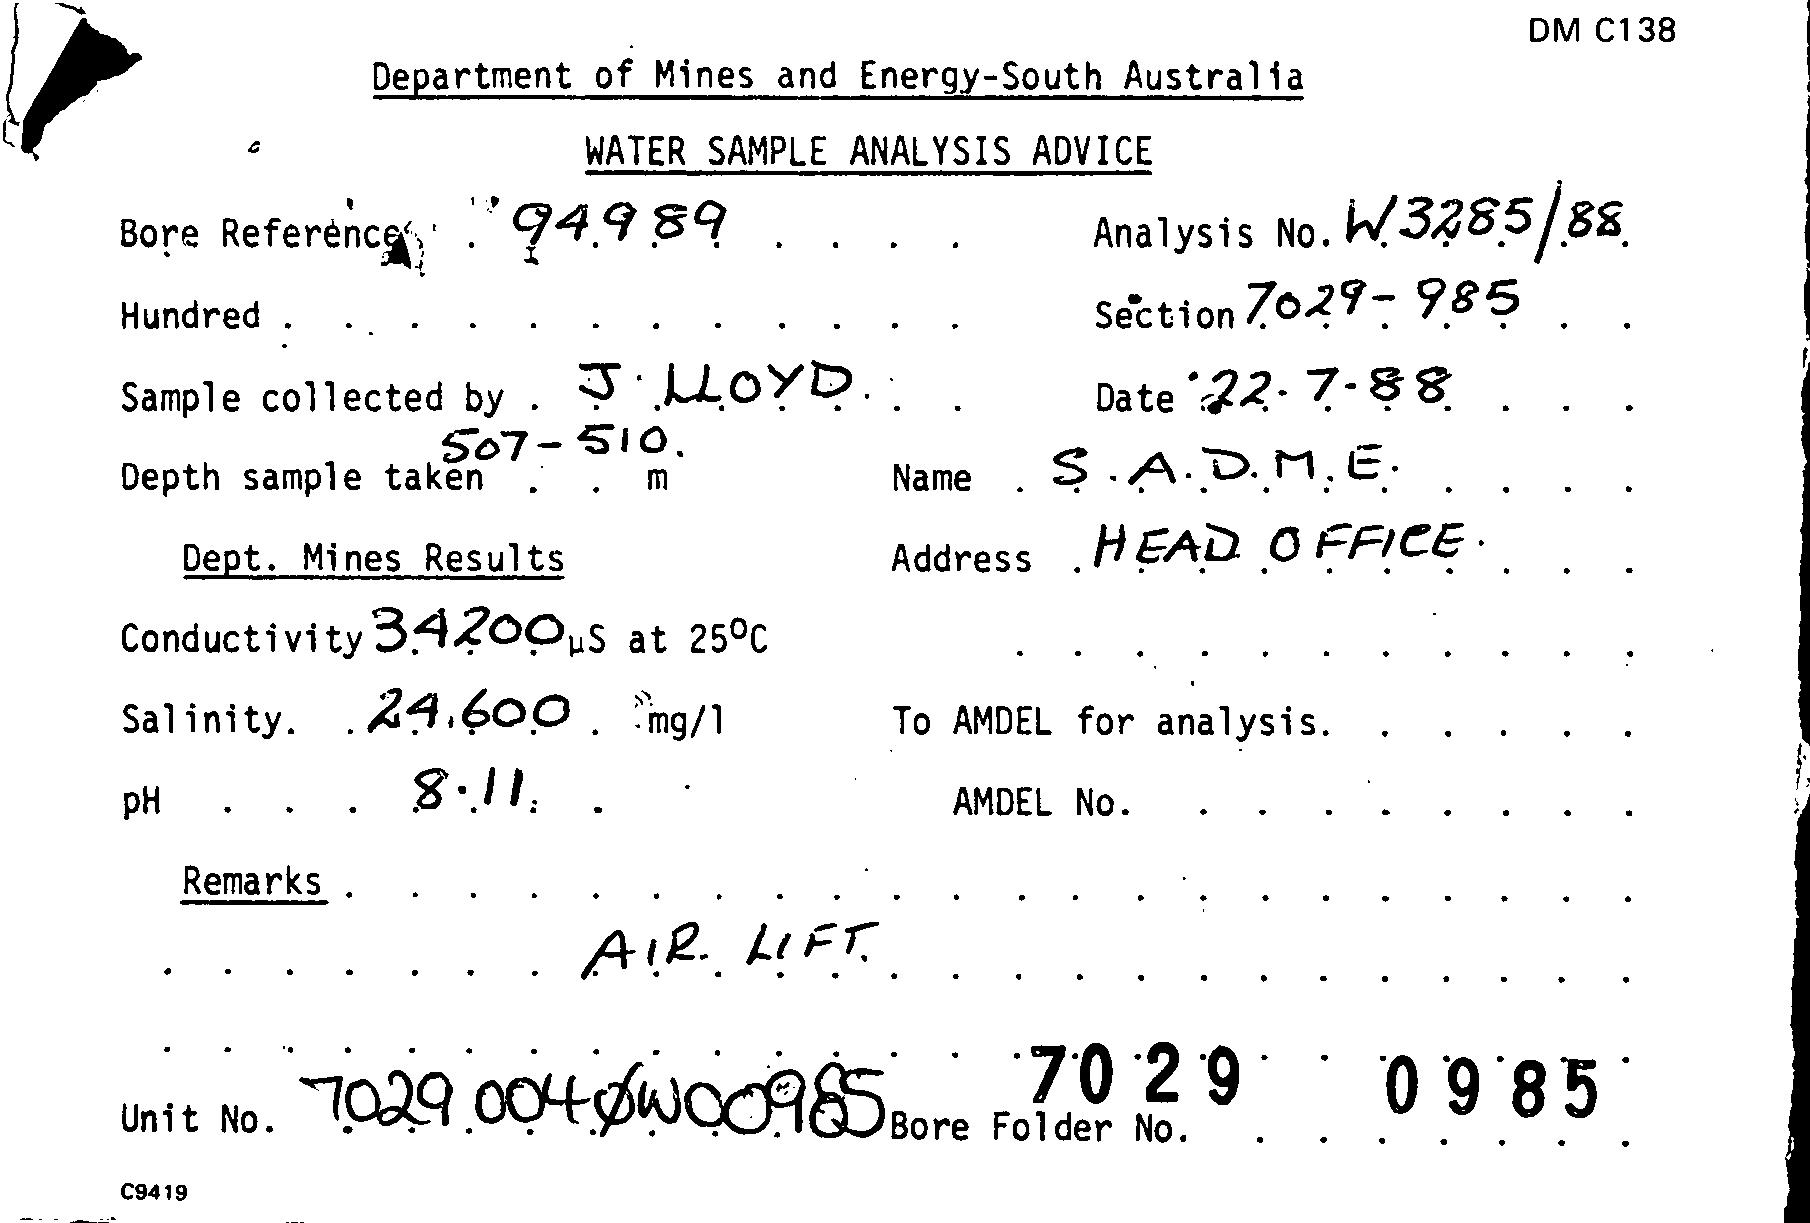 DM C138
Department of Mines and Energy-South Australia
WATER SAMPLE ANALYSIS ADVICE
Bore Reference 94989 Analysis No. W3285/88
Hundred Section 7029-985
Sample collected by J. LLOYD Date 22.7.88
507-510.
Depth sample taken m Name S.A.D.M.E.
Dept. Mines Results Address HEAD OFFICE
Conductivity 34200 µS at 25°C
Salinity. 24,600 mg/l To AMDEL for analysis.
pH 8.11 AMDEL No.
Remarks
AIR LIFT.
7029 0985
Unit No. 7029 0040W00985 Bore Folder No.
C9419